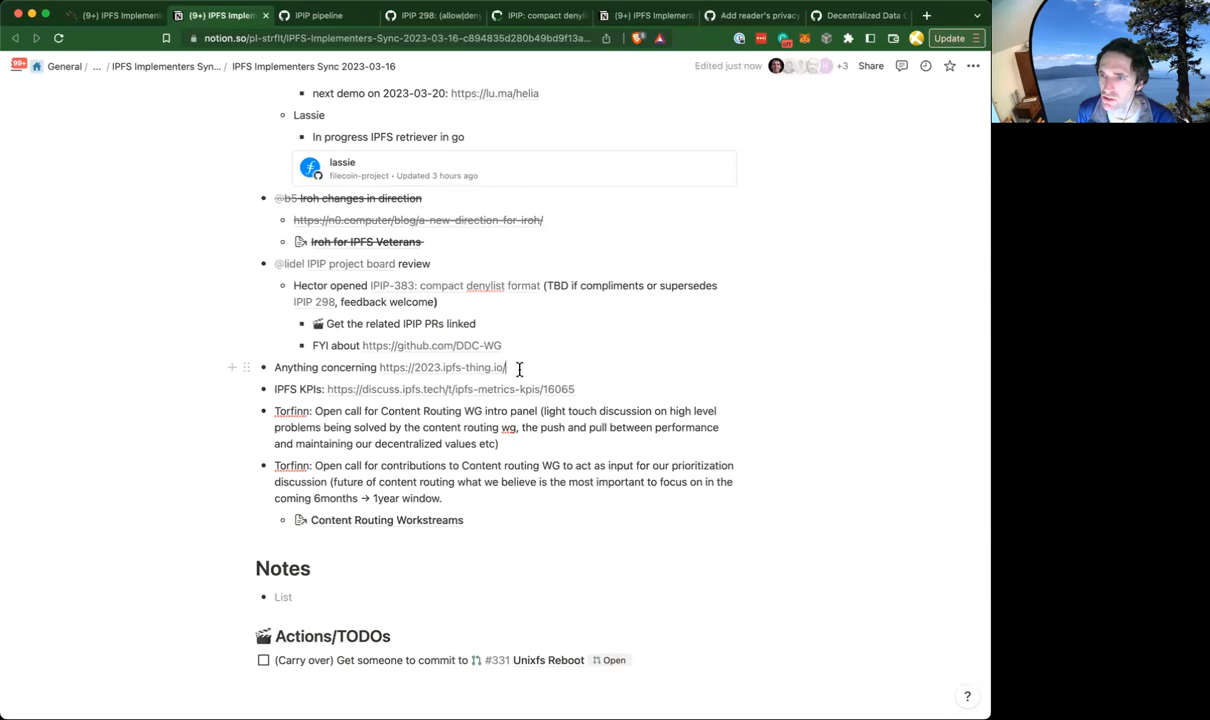 (9+) IPFS Implement
(9+) IPFS Implem
IPIP pipeline
IPIP 298: (allow|deny
IPIP: compact denylis
(9+) IPFS Implement
Add reader's privacy
Decentralized Data C
notion.so/pl-strflt/IPFS-Implementers-Sync-2023-03-16-c894835d280b49bd9f13a...
Update
99+
General / ... / IPFS Implementers Syn... / IPFS Implementers Sync 2023-03-16
Edited just now
+3
Share
next demo on 2023-03-20: https://lu.ma/helia
Lassie
In progress IPFS retriever in go
lassie
filecoin-project • Updated 3 hours ago
@b5 Iroh changes in direction
https://n0.computer/blog/a-new-direction-for-iroh/
Iroh for IPFS Veterans
@lidel IPIP project board review
Hector opened IPIP-383: compact denylist format (TBD if compliments or supersedes
IPIP 298, feedback welcome)
🎬 Get the related IPIP PRs linked
FYI about https://github.com/DDC-WG
Anything concerning https://2023.ipfs-thing.io/
IPFS KPIs: https://discuss.ipfs.tech/t/ipfs-metrics-kpis/16065
Torfinn: Open call for Content Routing WG intro panel (light touch discussion on high level
problems being solved by the content routing wg, the push and pull between performance
and maintaining our decentralized values etc)
Torfinn: Open call for contributions to Content routing WG to act as input for our prioritization
discussion (future of content routing what we believe is the most important to focus on in the
coming 6months → 1year window.
Content Routing Workstreams
Notes
List
🎬 Actions/TODOs
(Carry over) Get someone to commit to #331 Unixfs Reboot Open
?